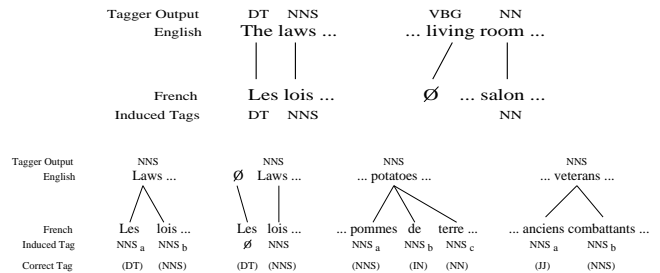 Tagger Output DT NNS VBG NN
English The laws ... ... living room ...
French Les lois ... Ø ... salon ...
Induced Tags DT NNS NN
Tagger Output NNS NNS NNS NNS
English Laws ... Ø Laws ... ... potatoes ... ... veterans ...
French Les lois ... Les lois ... ... pommes de terre ... ... anciens combattants ...
Induced Tag NNS a NNS b Ø NNS NNS a NNS b NNS c NNS a NNS b
Correct Tag (DT) (NNS) (DT) (NNS) (NNS) (IN) (NN) (JJ) (NNS)